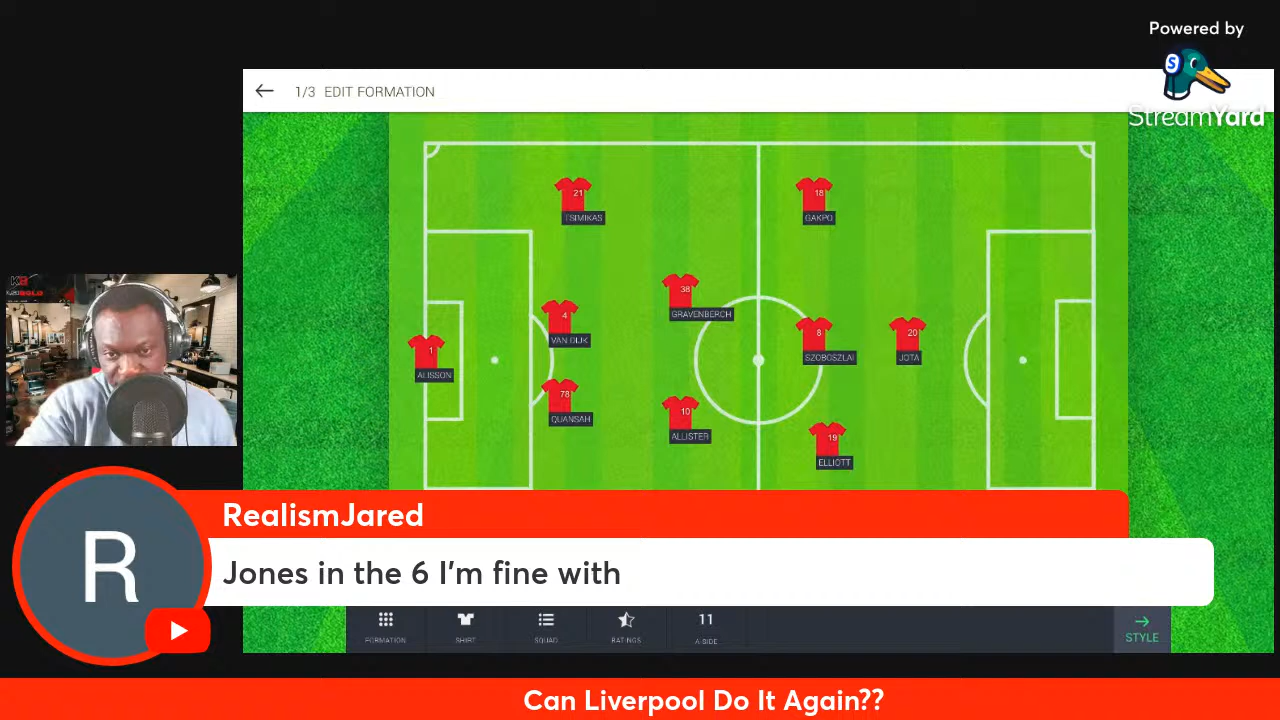 Powered by
StreamYard
1/3 EDIT FORMATION
21
TSIMIKAS
18
GAKPO
38
GRAVENBERCH
4
VAN DIJK
8
SZOBOSZLAI
20
JOTA
1
ALISSON
78
QUANSAH
10
ALLISTER
19
ELLIOTT
RealismJared
R
Jones in the 6 I'm fine with
FORMATION
SHIRT
SQUAD
RATINGS
11
A-SIDE
STYLE
Can Liverpool Do It Again??